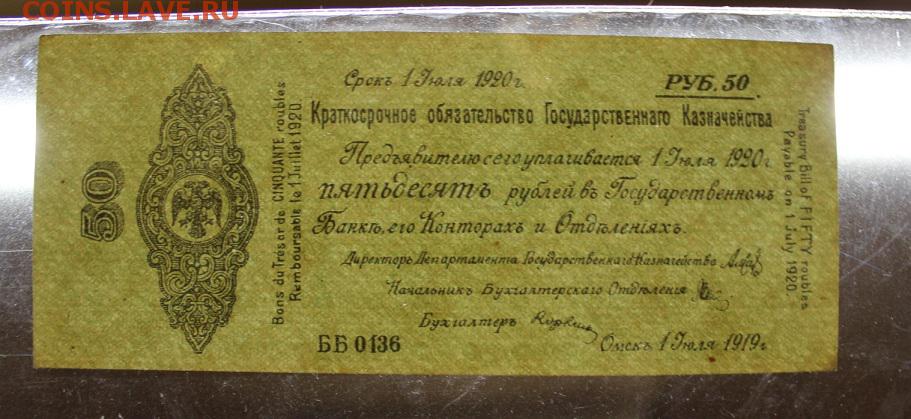 COINS.LAVE.RU
50
Bons du Trésor de CINQUANTE roubles
Remboursable le 1 Juillet 1920.
Срокъ 1 Іюля 1920г.
РУБ. 50.
Краткосрочное обязательство Государственнаго Казначейства
Предъявителю сего уплачивается 1 Іюля 1920г
пятьдесятъ рублей въ Государственномъ
Банкѣ, его Конторахъ и Отдѣленіяхъ.
Директоръ Департамента Государственнаго Казначейства
Начальникъ Бухгалтерскаго Отдѣленія
Бухгалтеръ
ББ 0136
Омскъ 1 Іюля 1919г
Treasury Bill of FIFTY roubles
Payable on 1 July 1920.